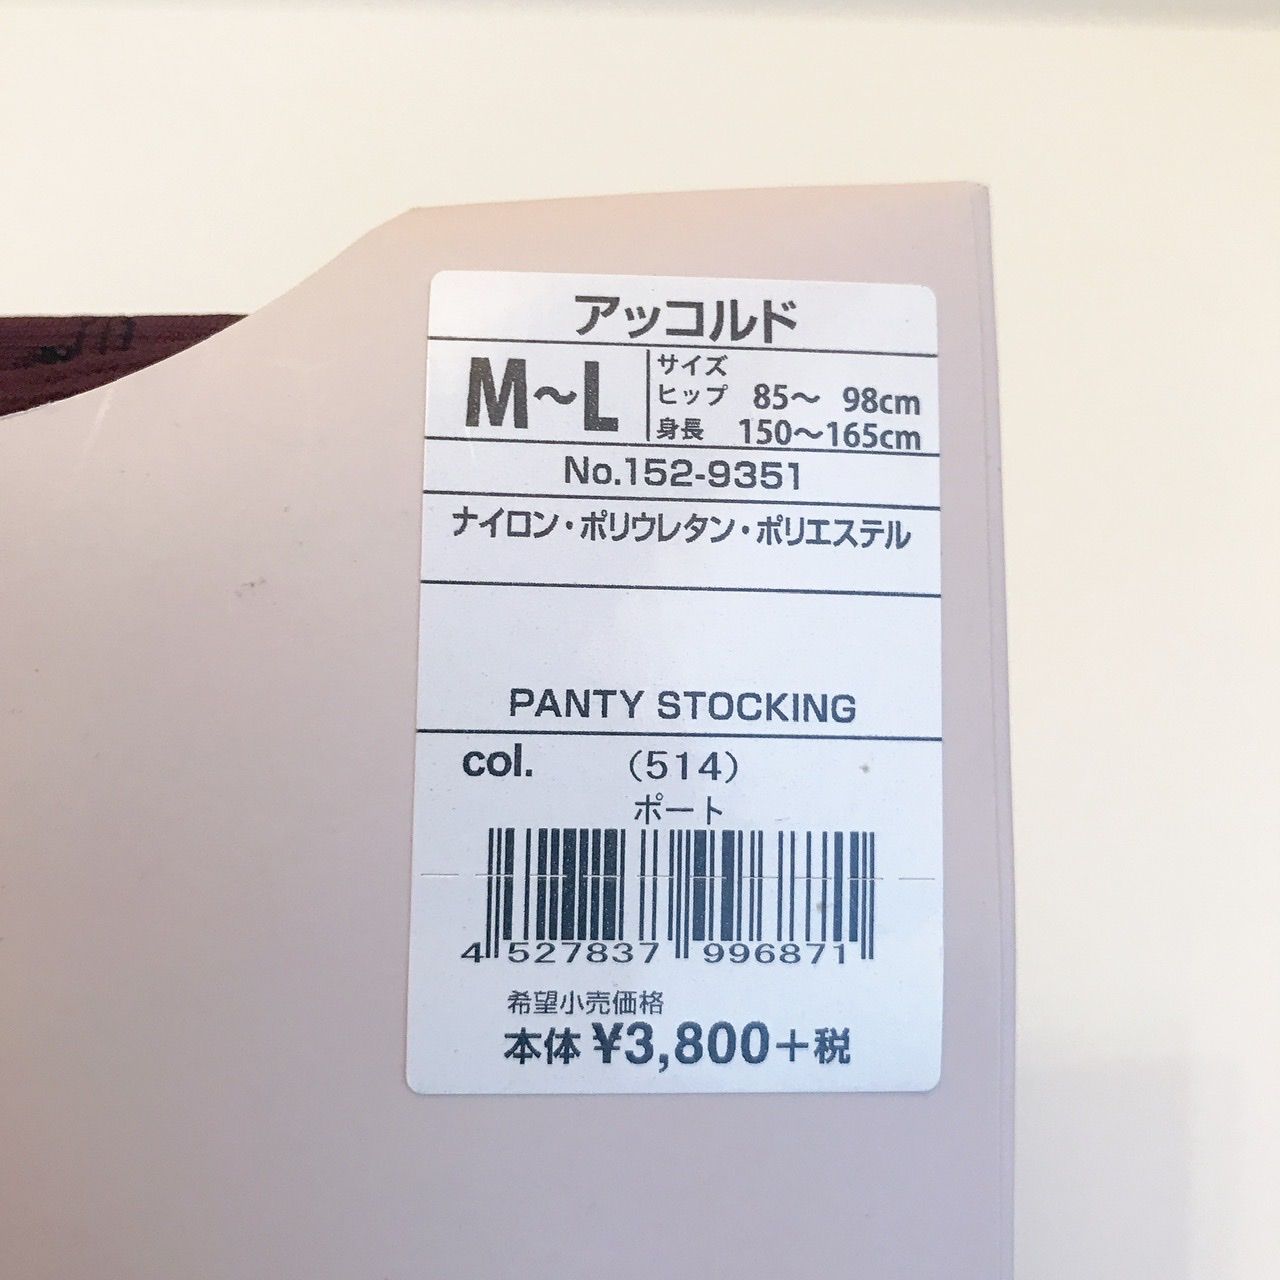 アッコルド
M～L
サイズ
ヒップ 85～ 98cm
身長 150～165cm
No.152-9351
ナイロン・ポリウレタン・ポリエステル
PANTY STOCKING
col. (514)
ポート
4 527837 996871
希望小売価格
本体 ¥3,800＋税